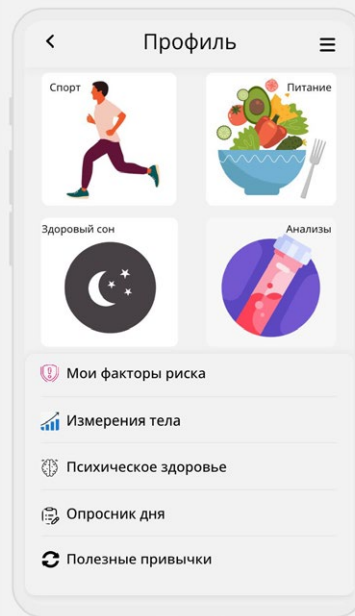 Профиль
Спорт
Питание
Здоровый сон
Анализы
Мои факторы риска
Измерения тела
Психическое здоровье
Опросник дня
Полезные привычки